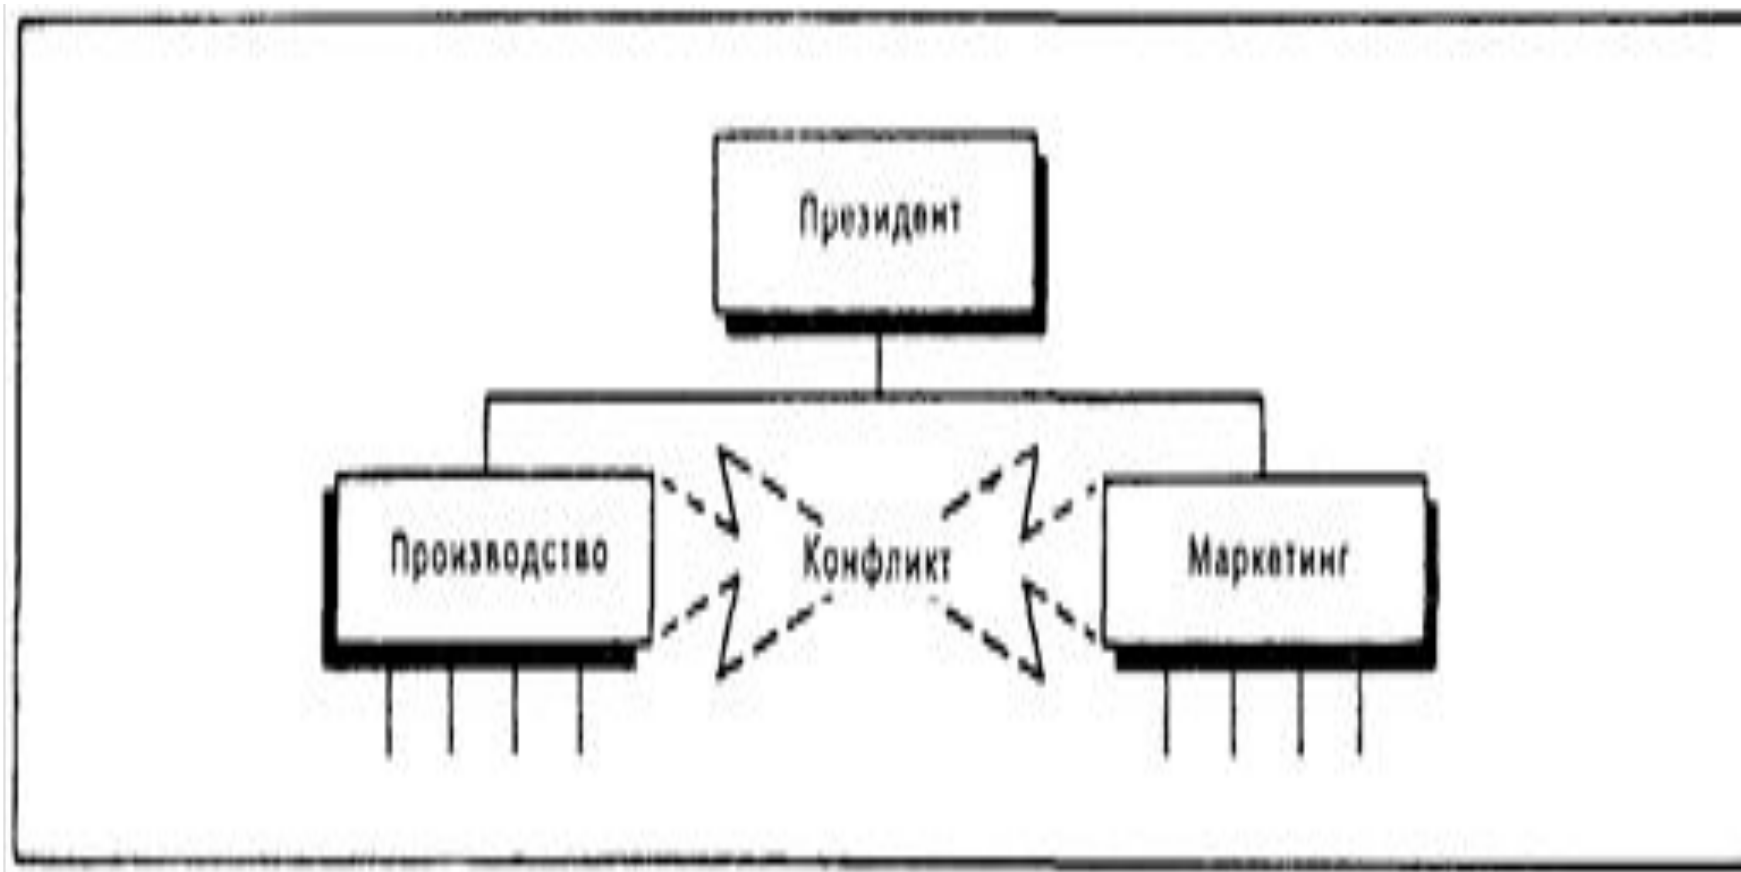 Президент
Производство
Конфликт
Маркетинг